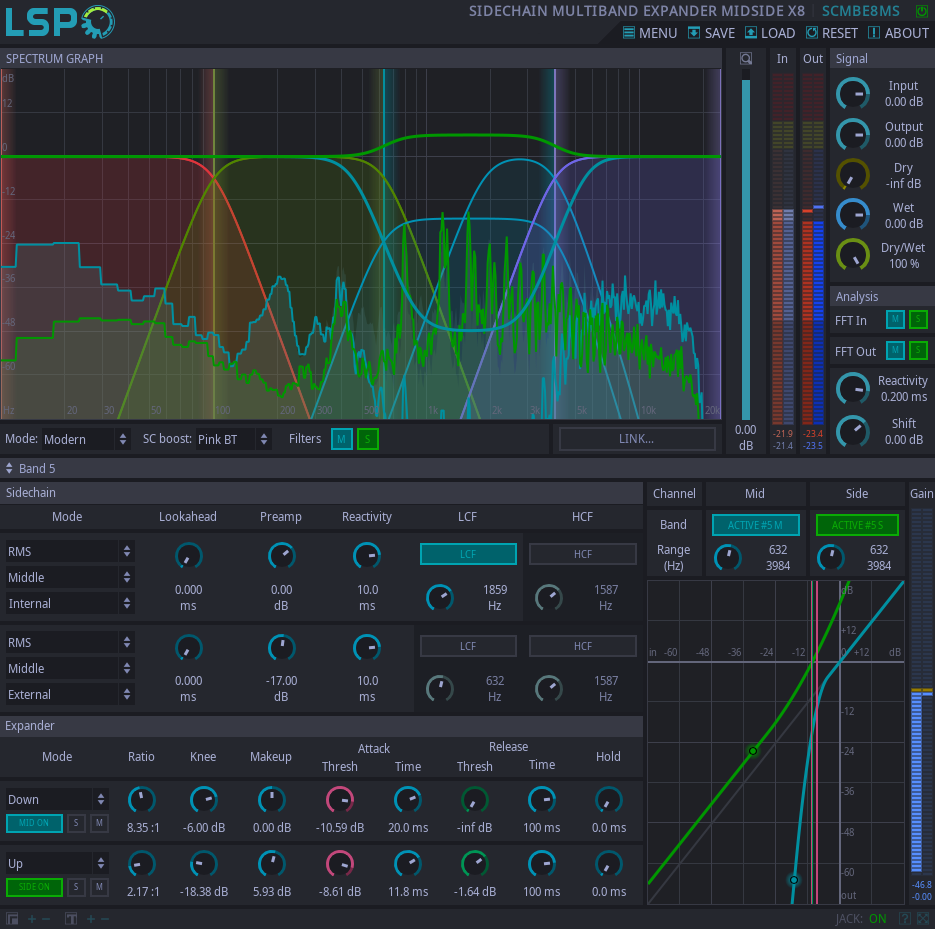 LSP
SIDECHAIN MULTIBAND EXPANDER MIDSIDE X8 SCMBE8MS
MENU SAVE LOAD RESET ABOUT
SPECTRUM GRAPH
dB
12
0
-12
-24
-36
-48
-60
Hz 20 30 50 100 200 300 500 1k 2k 3k 5k 10k 20k
0.00
dB
In Out
-21.9 -23.4
-21.4 -23.5
Signal
Input
0.00 dB
Output
0.00 dB
Dry
-inf dB
Wet
0.00 dB
Dry/Wet
100 %
Analysis
FFT In M S
FFT Out M S
Reactivity
0.200 ms
Shift
0.00 dB
Mode: Modern SC boost: Pink BT Filters M S LINK...
Band 5
Sidechain
Mode Lookahead Preamp Reactivity LCF HCF
RMS
Middle
Internal
0.000 0.00 10.0
ms dB ms
LCF HCF
1859 1587
Hz Hz
RMS
Middle
External
0.000 -17.00 10.0
ms dB ms
LCF HCF
632 1587
Hz Hz
Expander
Mode Ratio Knee Makeup Attack Release Hold
Thresh Time Thresh Time
Down
MID ON S M 8.35 :1 -6.00 dB 0.00 dB -10.59 dB 20.0 ms -inf dB 100 ms 0.0 ms
Up
SIDE ON S M 2.17 :1 -18.38 dB 5.93 dB -8.61 dB 11.8 ms -1.64 dB 100 ms 0.0 ms
Channel Mid Side Gain
Band ACTIVE #5 M ACTIVE #5 S
Range 632 632
(Hz) 3984 3984
dB
+12
in -60 -48 -36 -24 -12 0 +12 dB
-12
-24
-36
-48
-60
out
-46.8
-0.00
JACK: ON